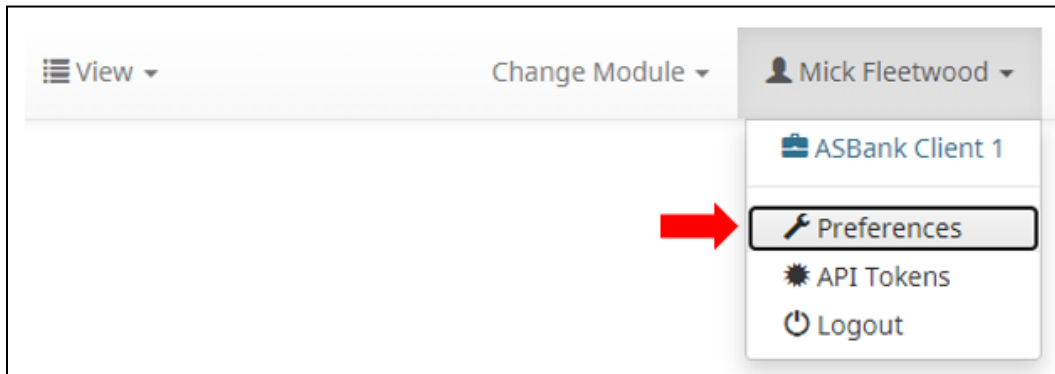 View
Change Module
Mick Fleetwood
ASBank Client 1
Preferences
API Tokens
Logout